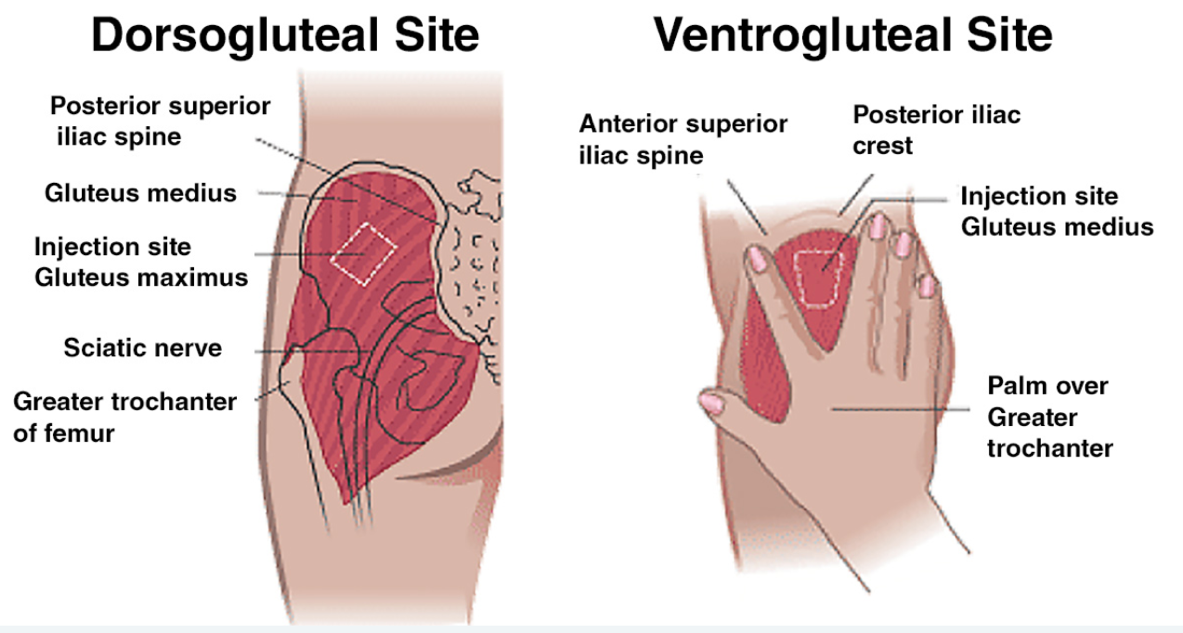 Dorsogluteal Site
Posterior superior
iliac spine
Gluteus medius
Injection site
Gluteus maximus
Sciatic nerve
Greater trochanter
of femur
Ventrogluteal Site
Anterior superior
iliac spine
Posterior iliac
crest
Injection site
Gluteus medius
Palm over
Greater
trochanter